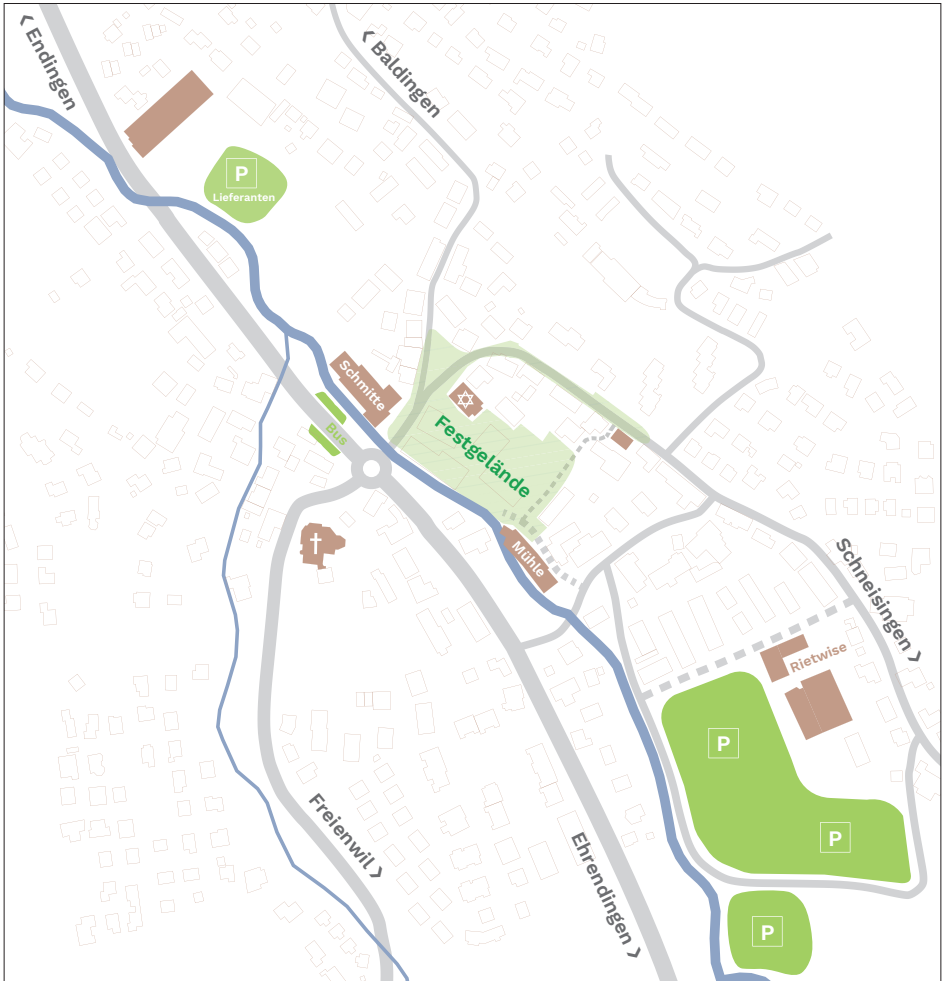 ‹ Endingen
‹ Baldingen
P
Lieferanten
Schmitte
Bus
Festgelände
Mühle
Schneisingen ›
Rietwise
P
P
Freienwil ›
Ehrendingen ›
P